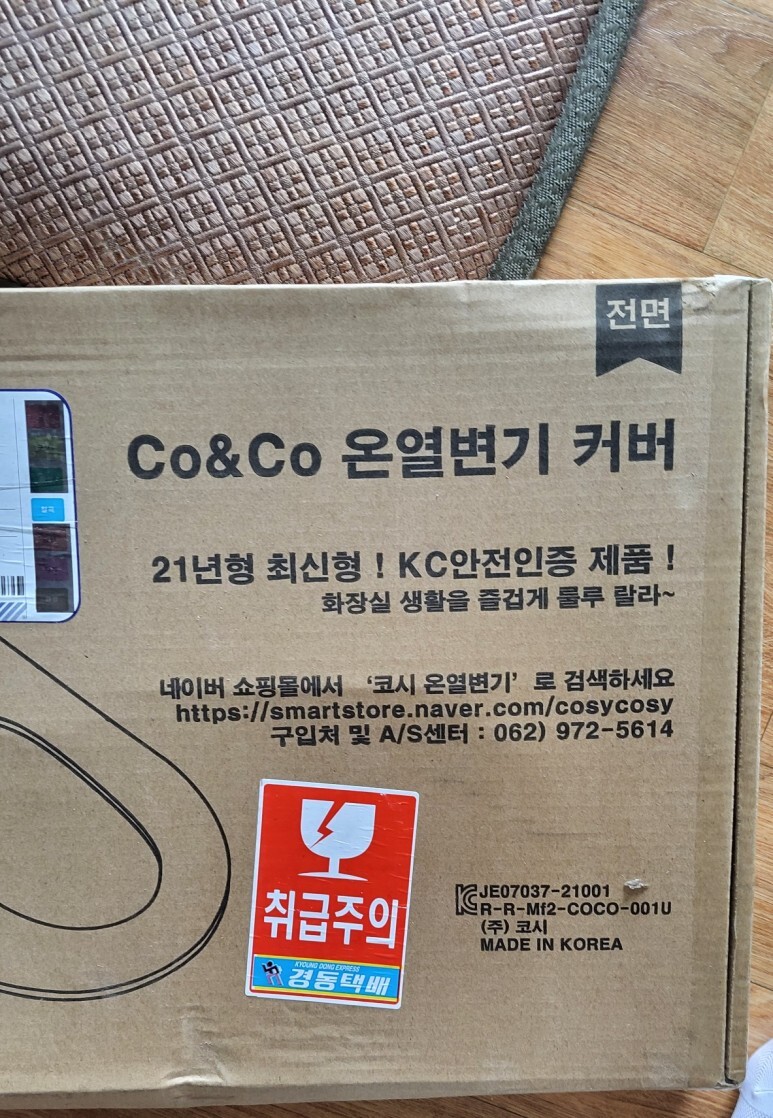 전면
Co&Co 온열변기 커버
21년형 최신형 ! KC안전인증 제품 !
화장실 생활을 즐겁게 룰루 랄라~
네이버 쇼핑몰에서 ‘코시 온열변기’ 로 검색하세요
https://smartstore.naver.com/cosycosy
구입처 및 A/S센터 : 062) 972-5614
취급주의
KYOUNG DONG EXPRESS
경동택배
KC JE07037-21001
R-R-Mf2-COCO-001U
(주) 코시
MADE IN KOREA